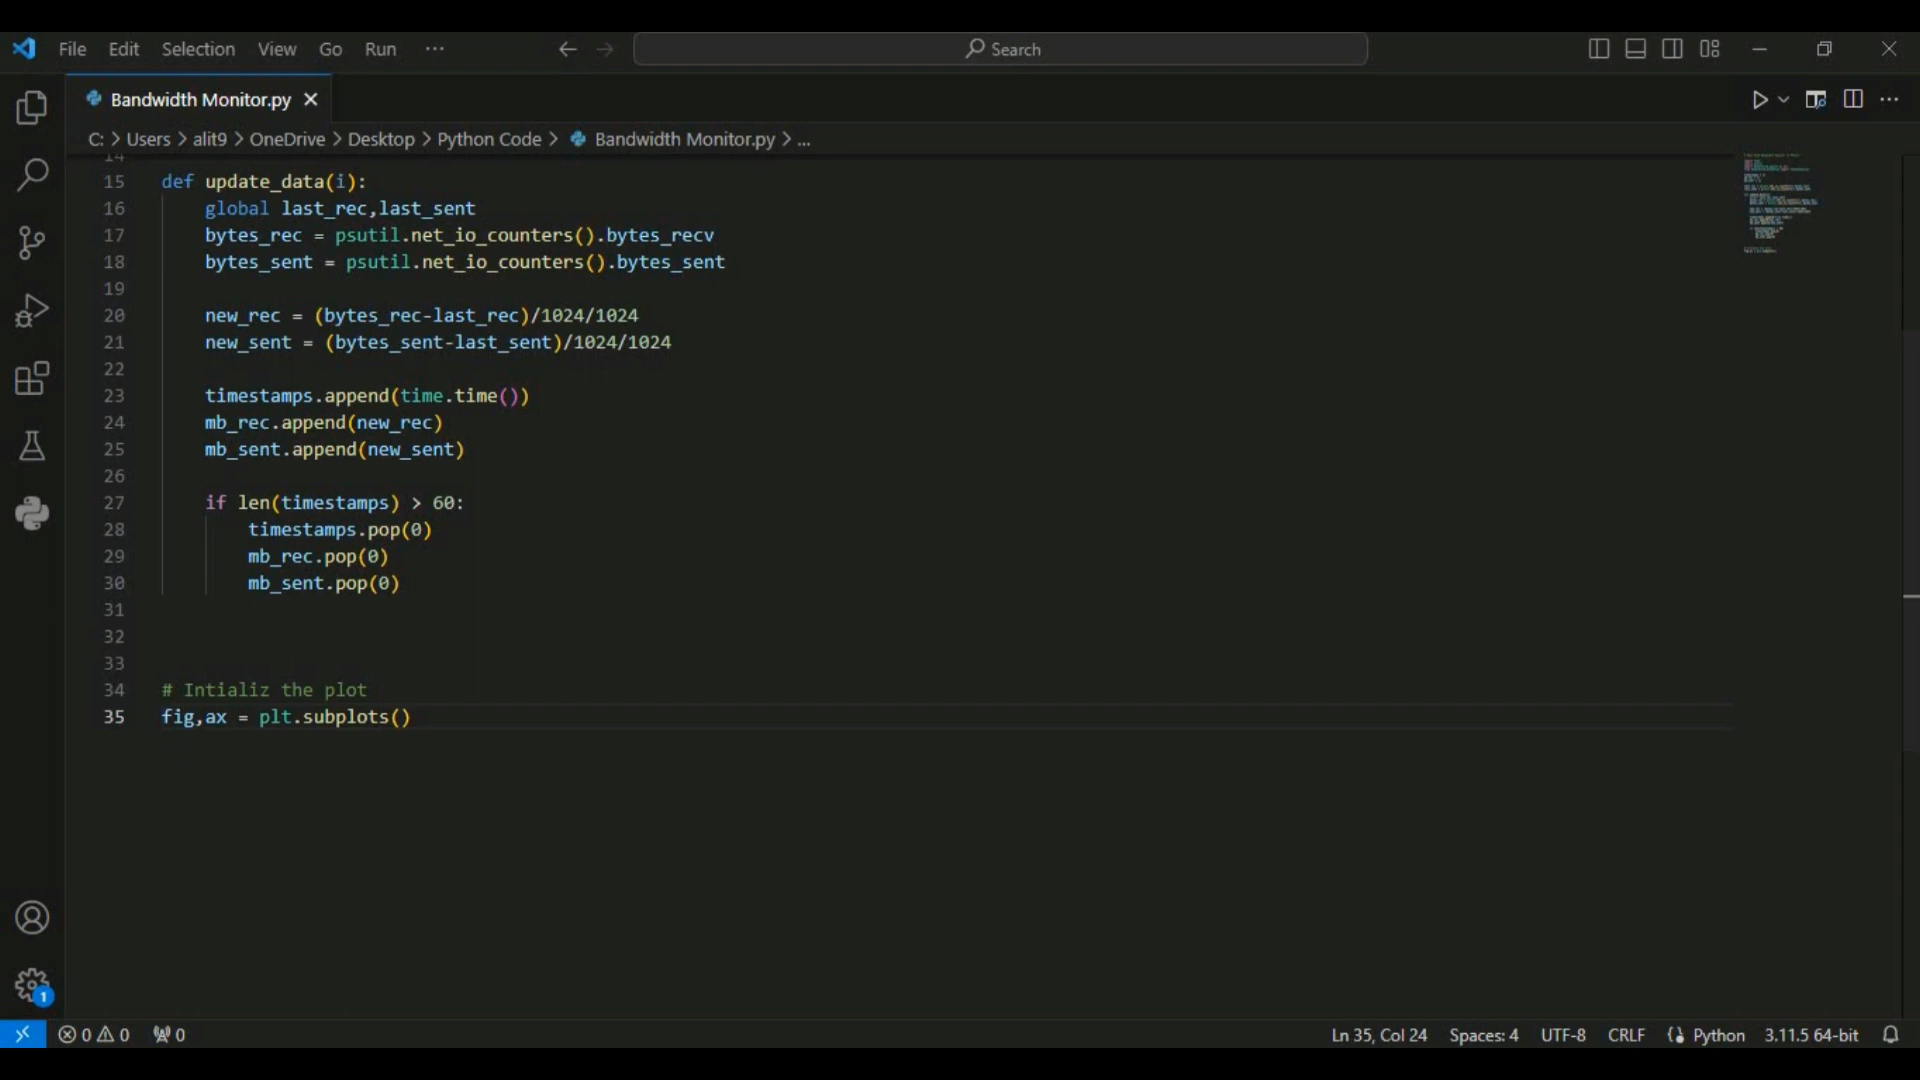 File Edit Selection View Go Run ··· Search
Bandwidth Monitor.py
C: > Users > alit9 > OneDrive > Desktop > Python Code > Bandwidth Monitor.py > ...
14
15 def update_data(i):
16     global last_rec,last_sent
17     bytes_rec = psutil.net_io_counters().bytes_recv
18     bytes_sent = psutil.net_io_counters().bytes_sent
19
20     new_rec = (bytes_rec-last_rec)/1024/1024
21     new_sent = (bytes_sent-last_sent)/1024/1024
22
23     timestamps.append(time.time())
24     mb_rec.append(new_rec)
25     mb_sent.append(new_sent)
26
27     if len(timestamps) > 60:
28         timestamps.pop(0)
29         mb_rec.pop(0)
30         mb_sent.pop(0)
31
32
33
34 # Intializ the plot
35 fig,ax = plt.subplots()
1
0 0 0 Ln 35, Col 24 Spaces: 4 UTF-8 CRLF Python 3.11.5 64-bit